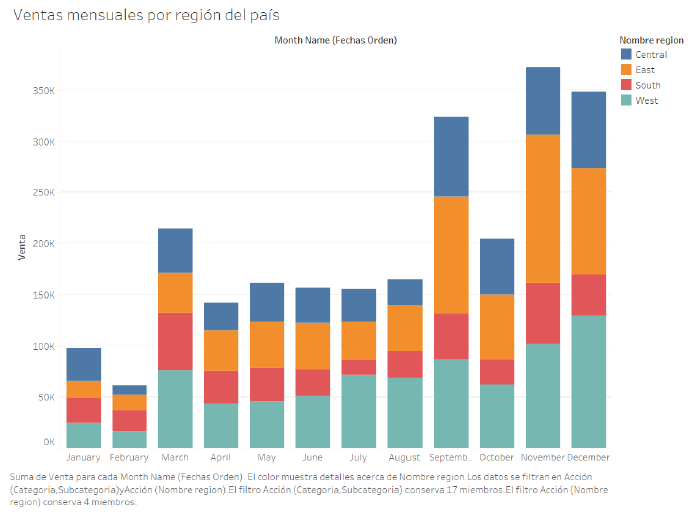 Ventas mensuales por región del país
Month Name (Fechas Orden)
Nombre region
Central
East
South
West
350K
300K
250K
200K
150K
100K
50K
0K
Venta
January February March April May June July August Septemb.. October November December
Suma de Venta para cada Month Name (Fechas Orden). El color muestra detalles acerca de Nombre region.Los datos se filtran en Acción
(Categoria,Subcategoria)yAcción (Nombre region).El filtro Acción (Categoria,Subcategoria) conserva 17 miembros.El filtro Acción (Nombre
region) conserva 4 miembros.